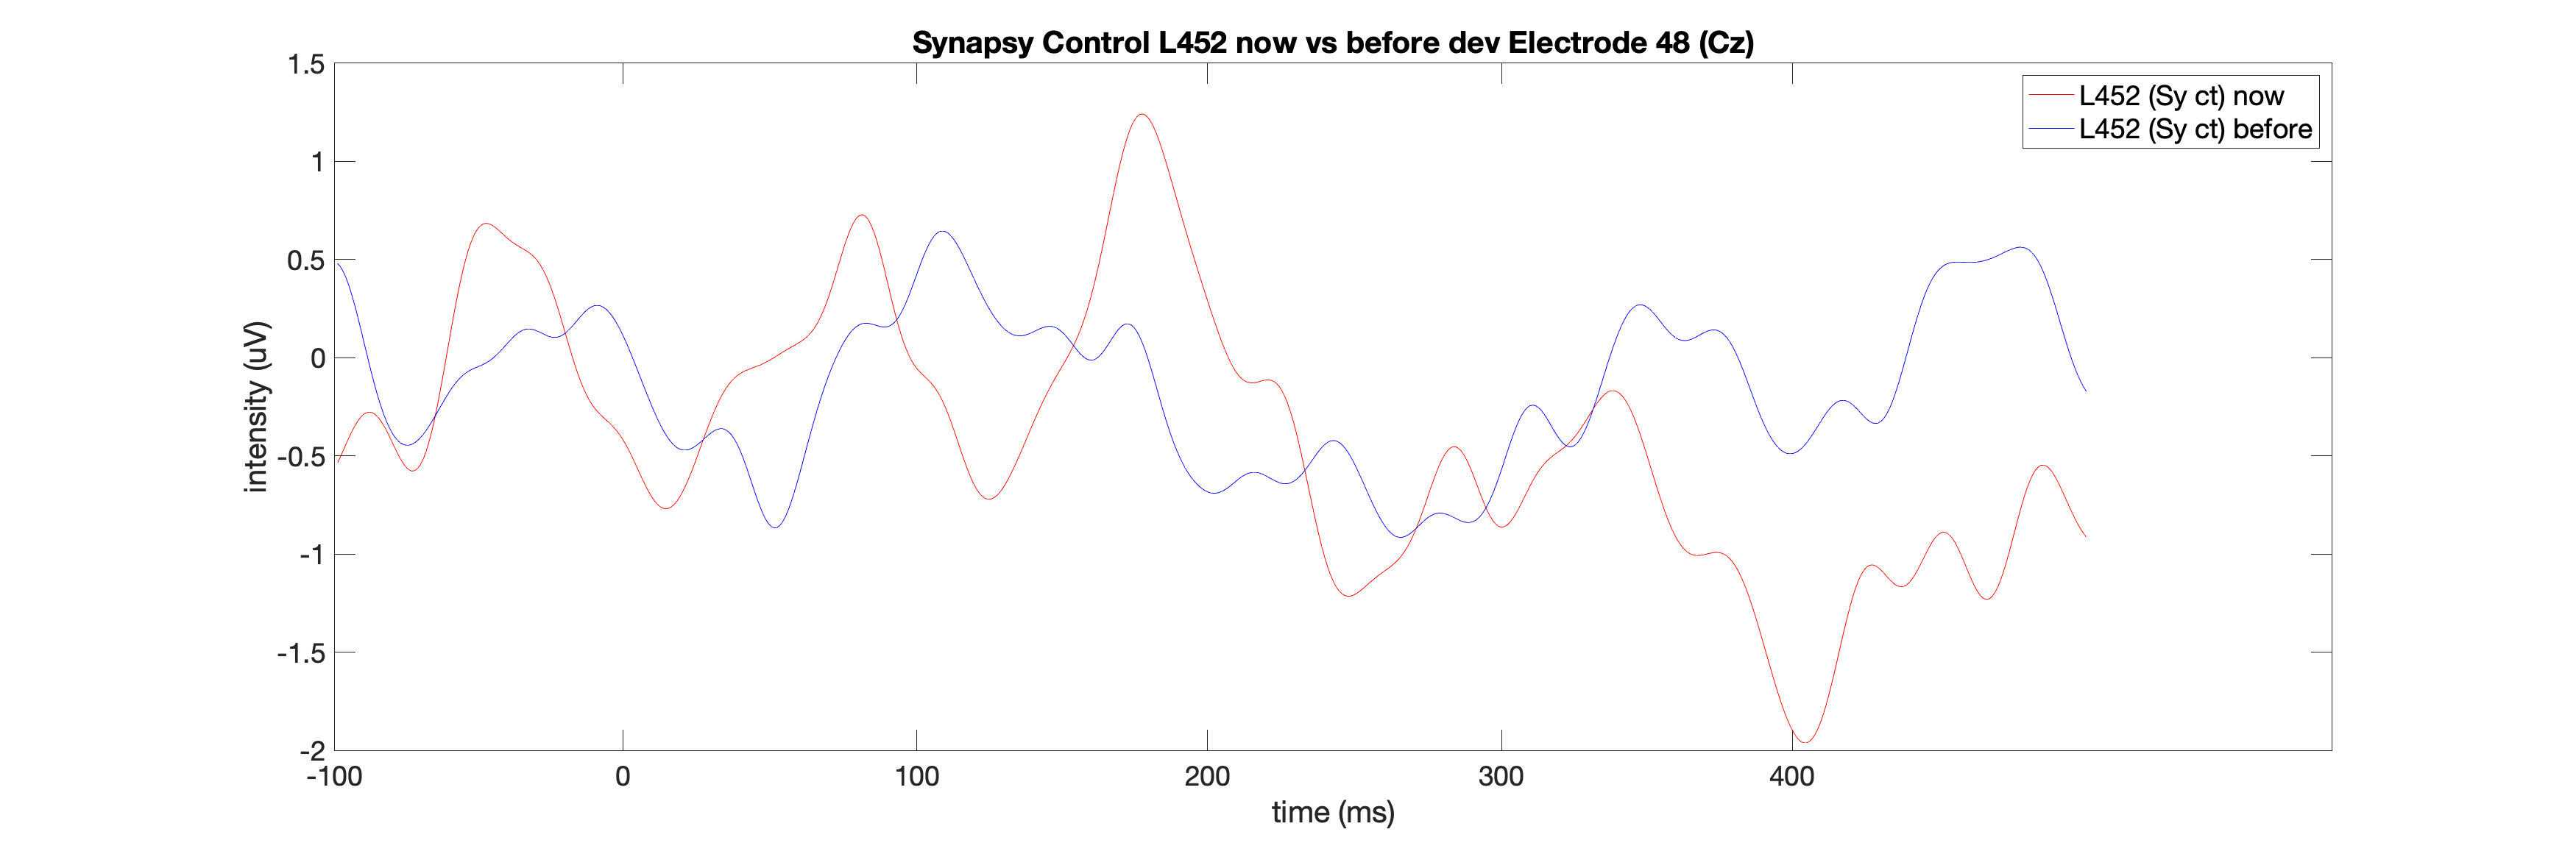 Synapsy Control L452 now vs before dev Electrode 48 (Cz)
L452 (Sy ct) now
L452 (Sy ct) before
1.5
1
0.5
0
-0.5
-1
-1.5
-2
intensity (uV)
-100 0 100 200 300 400
time (ms)